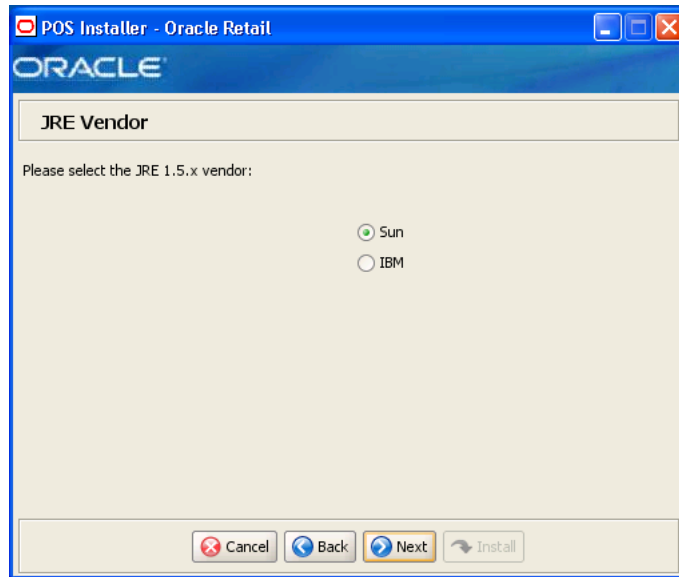 POS Installer - Oracle Retail
ORACLE
JRE Vendor
Please select the JRE 1.5.x vendor:
Sun
IBM
Cancel
Back
Next
Install